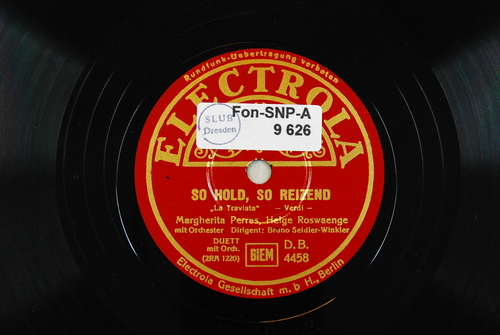 Rundfunk-Uebertragung verboten
ELECTROLA
SLUB
Dresden
Fon-SNP-A
9 626
SO HOLD, SO REIZEND
„La Traviata" – Verdi –
Margherita Perras, Helge Roswaenge
mit Orchester Dirigent: Bruno Seidler-Winkler
DUETT
mit Orch.
(2RA 1220)
BIEM
D.B.
4458
Electrola Gesellschaft m. b H., Berlin